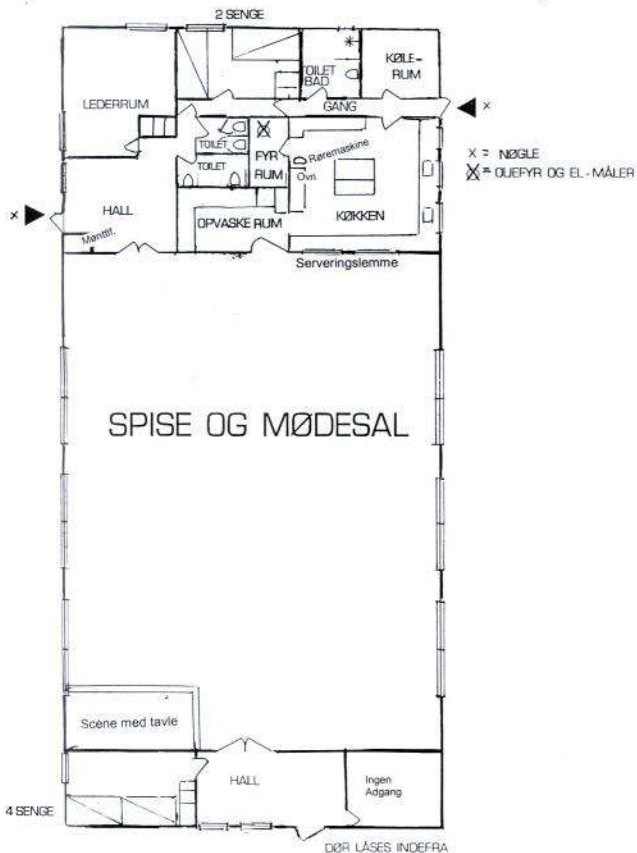 2 SENGE
TOILET
BAD
KØLE-
RUM
LEDERRUM
GANG
x
TOILET
TOILET
FYR
RUM
Røremaskine
Ovn
x = NØGLE
X = OLIEFYR OG EL-MÅLER
x
HALL
OPVASKE RUM
KØKKEN
Mønttlf.
Serveringslemme
SPISE OG MØDESAL
Scene med tavle
HALL
Ingen
Adgang
4 SENGE
DØR LÅSES INDEFRA